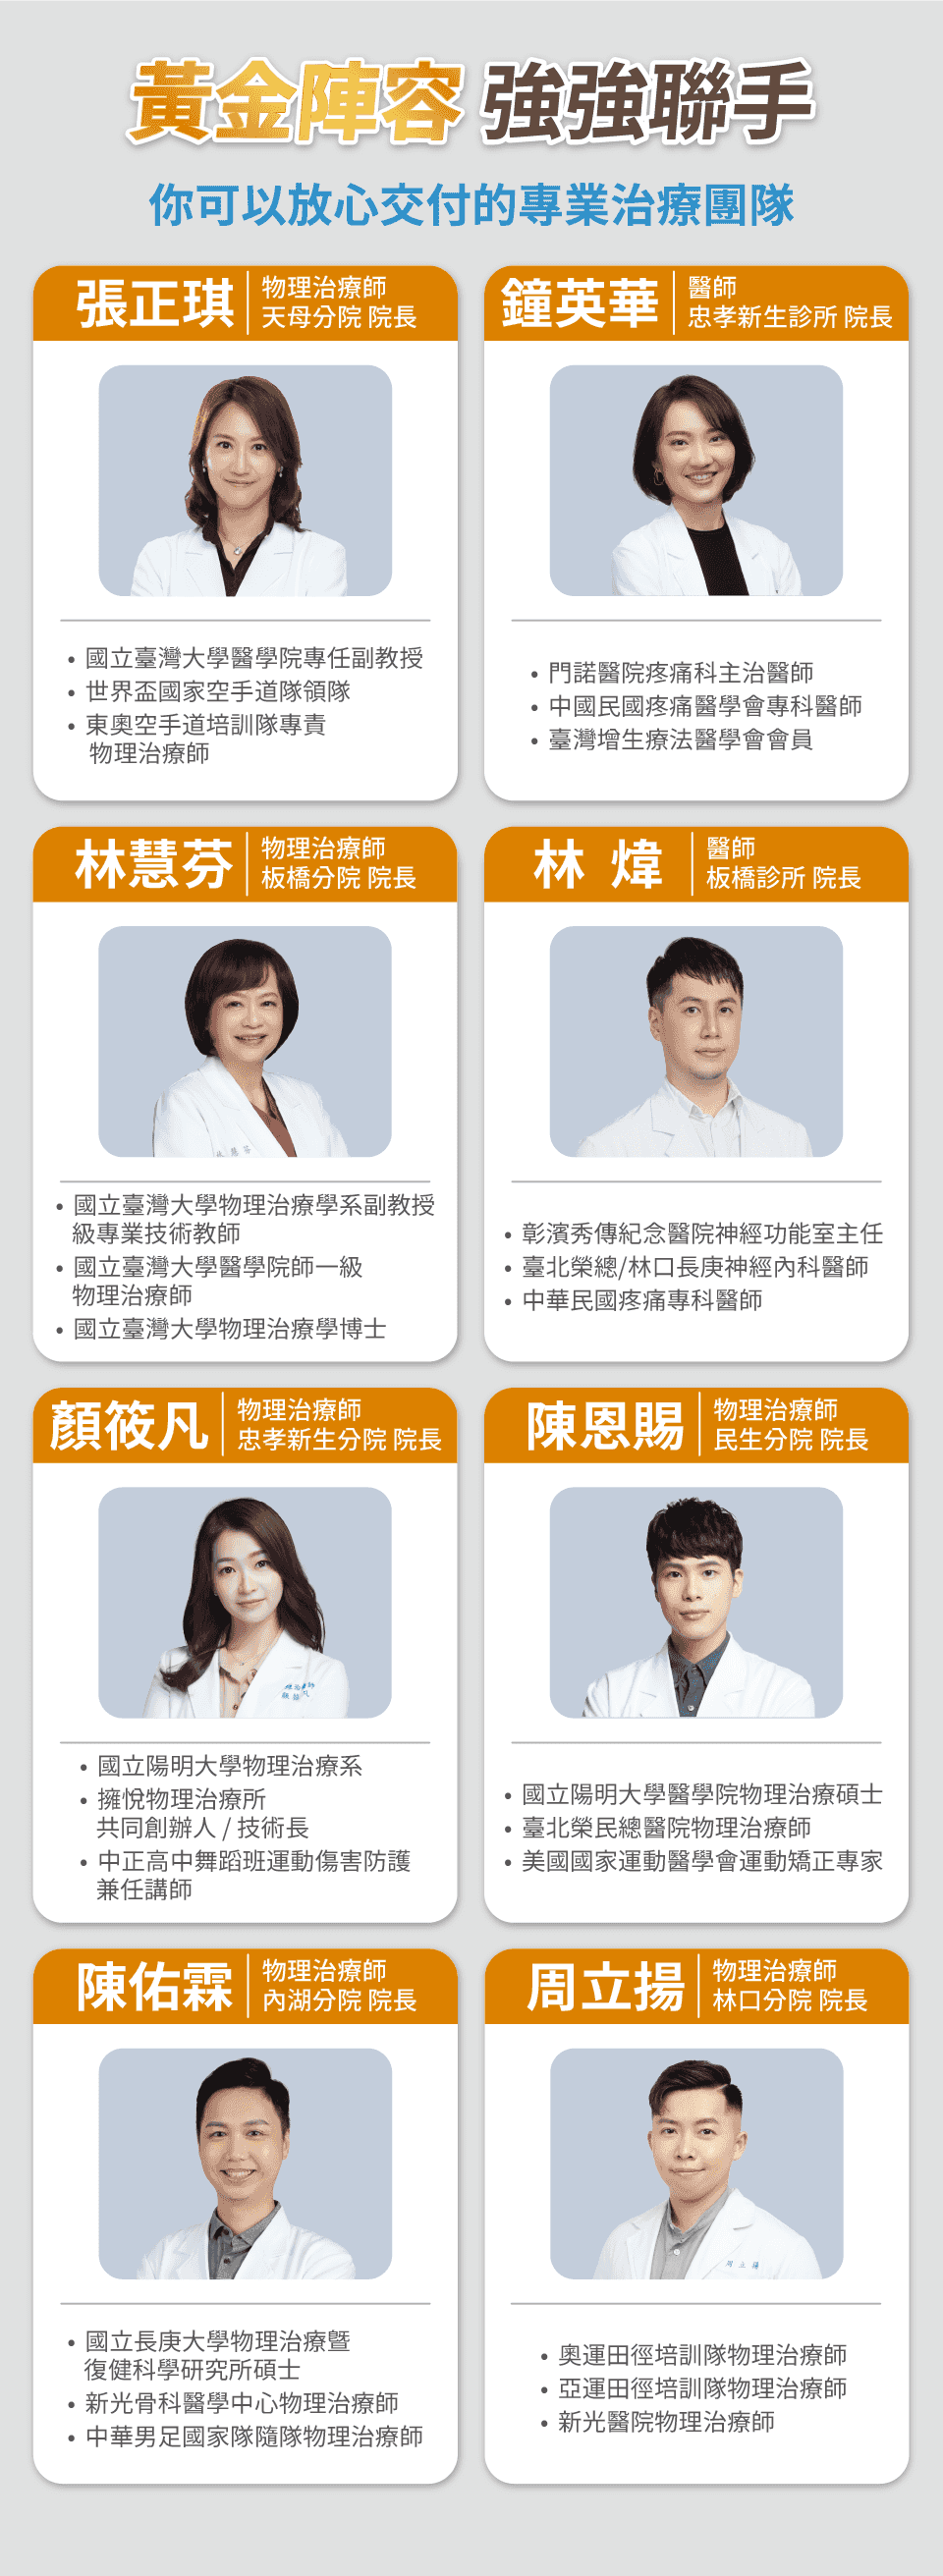 黃金陣容 強強聯手
你可以放心交付的專業治療團隊
張正琪
物理治療師
天母分院 院長
• 國立臺灣大學醫學院專任副教授
• 世界盃國家空手道隊領隊
• 東奧空手道培訓隊專責
物理治療師
鐘英華
醫師
忠孝新生診所 院長
• 門諾醫院疼痛科主治醫師
• 中國民國疼痛醫學會專科醫師
• 臺灣增生療法醫學會會員
林慧芬
物理治療師
板橋分院 院長
• 國立臺灣大學物理治療學系副教授
級專業技術教師
• 國立臺灣大學醫學院師一級
物理治療師
• 國立臺灣大學物理治療學博士
林 煒
醫師
板橋診所 院長
• 彰濱秀傳紀念醫院神經功能室主任
• 臺北榮總/林口長庚神經內科醫師
• 中華民國疼痛專科醫師
顏筱凡
物理治療師
忠孝新生分院 院長
• 國立陽明大學物理治療系
• 擁悅物理治療所
共同創辦人 / 技術長
• 中正高中舞蹈班運動傷害防護
兼任講師
陳恩賜
物理治療師
民生分院 院長
• 國立陽明大學醫學院物理治療碩士
• 臺北榮民總醫院物理治療師
• 美國國家運動醫學會運動矯正專家
陳佑霖
物理治療師
內湖分院 院長
• 國立長庚大學物理治療暨
復健科學研究所碩士
• 新光骨科醫學中心物理治療師
• 中華男足國家隊隨隊物理治療師
周立揚
物理治療師
林口分院 院長
周立揚
• 奧運田徑培訓隊物理治療師
• 亞運田徑培訓隊物理治療師
• 新光醫院物理治療師